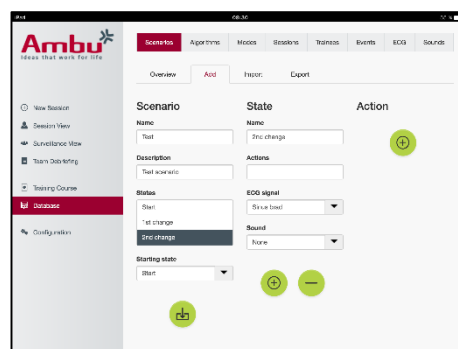 iPad
08:30
Ambu
Ideas that work for life
Scenarios Algorithms Modes Sessions Trainees Events ECG Sounds
Overview Add Import Export
New Session
Session View
Surveillance View
Team Debriefing
Training Course
Database
Configuration
Scenario
Name
Test
Description
Test scenario
States
Start
1st change
2nd change
Starting state
Start
State
Name
2nd change
Actions
ECG signal
Sinus brad
Sound
None
Action